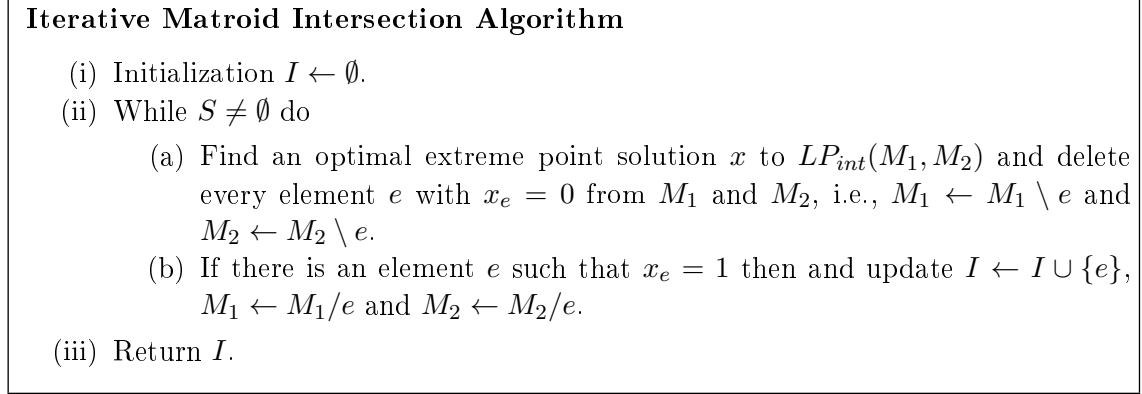 Iterative Matroid Intersection Algorithm
(i) Initialization I ← ∅.
(ii) While S ≠ ∅ do
(a) Find an optimal extreme point solution x to LP_int(M_1, M_2) and delete
every element e with x_e = 0 from M_1 and M_2, i.e., M_1 ← M_1 \ e and
M_2 ← M_2 \ e.
(b) If there is an element e such that x_e = 1 then and update I ← I ∪ {e},
M_1 ← M_1/e and M_2 ← M_2/e.
(iii) Return I.